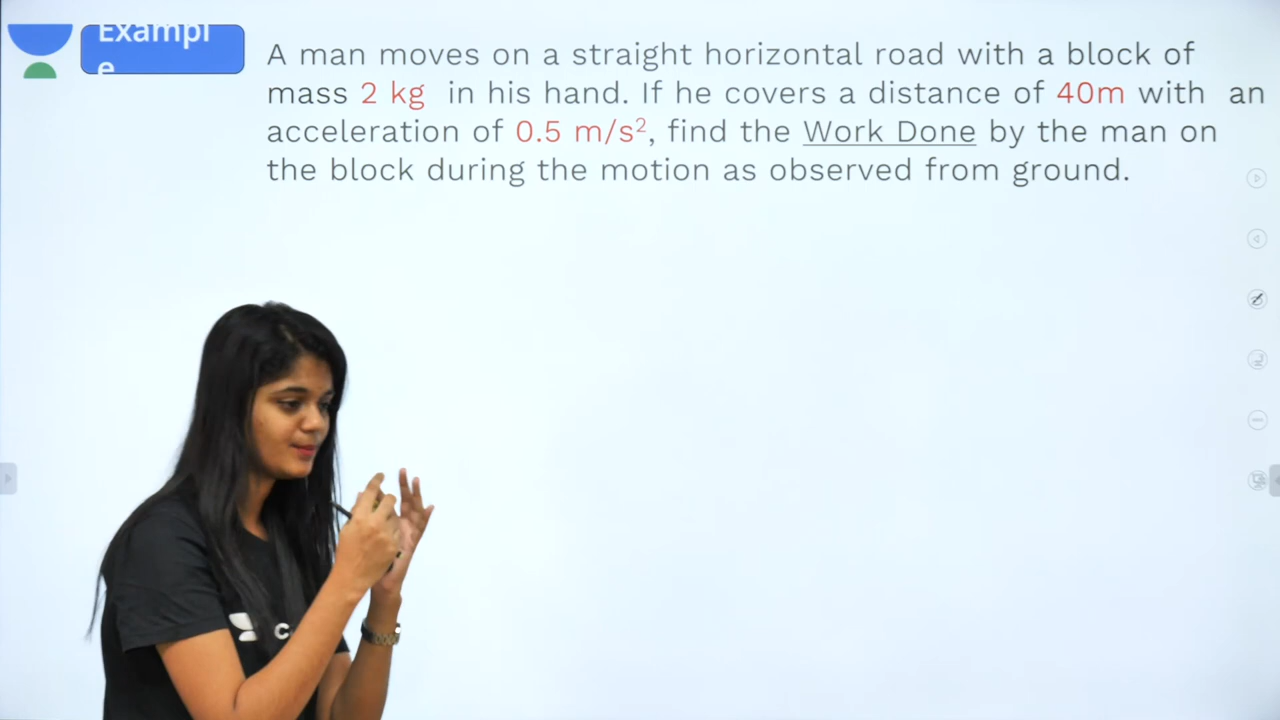 Exampl
e
A man moves on a straight horizontal road with a block of
mass 2 kg in his hand. If he covers a distance of 40m with an
acceleration of 0.5 m/s², find the Work Done by the man on
the block during the motion as observed from ground.
C